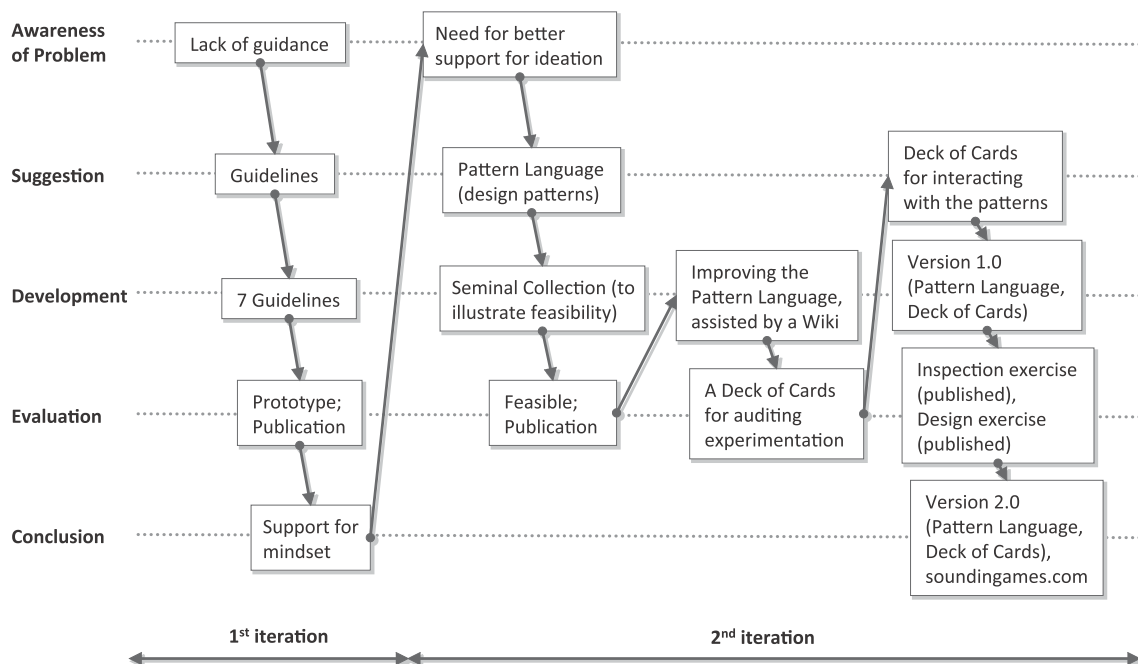 Awareness
of Problem
Lack of guidance
Need for better
support for ideation
Suggestion
Guidelines
Pattern Language
(design patterns)
Deck of Cards
for interacting
with the patterns
Development
7 Guidelines
Seminal Collection (to
illustrate feasibility)
Improving the
Pattern Language,
assisted by a Wiki
Version 1.0
(Pattern Language,
Deck of Cards)
Evaluation
Prototype;
Publication
Feasible;
Publication
A Deck of Cards
for auditing
experimentation
Inspection exercise
(published),
Design exercise
(published)
Conclusion
Support for
mindset
Version 2.0
(Pattern Language,
Deck of Cards),
soundingames.com
1st iteration
2nd iteration